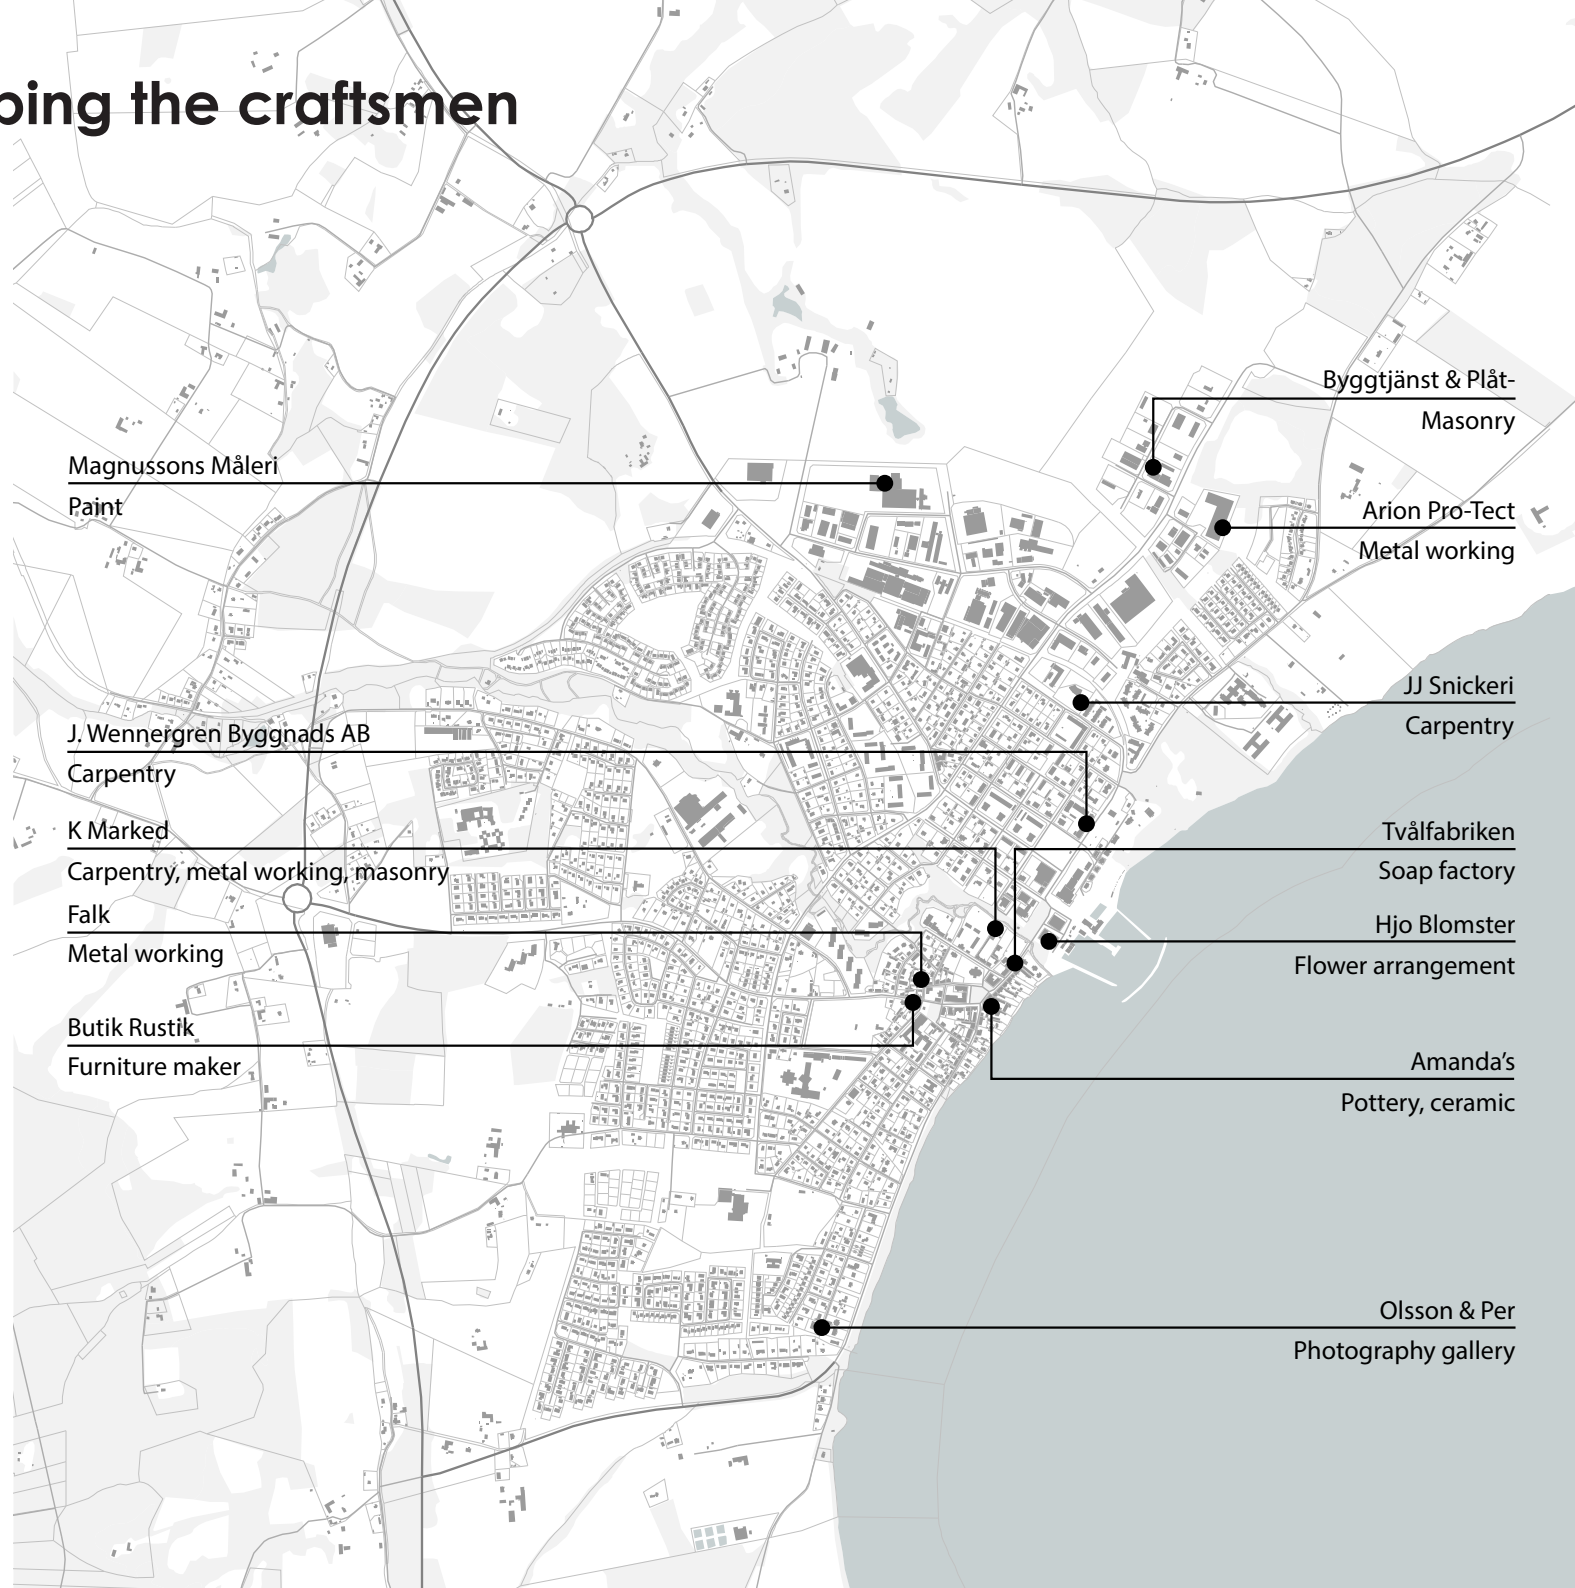 ping the craftsmen
Magnussons Måleri
Paint
J. Wennergren Byggnads AB
Carpentry
K Marked
Carpentry, metal working, masonry
Falk
Metal working
Butik Rustik
Furniture maker
Byggtjänst & Plåt-
Masonry
Arion Pro-Tect
Metal working
JJ Snickeri
Carpentry
Tvålfabriken
Soap factory
Hjo Blomster
Flower arrangement
Amanda’s
Pottery, ceramic
Olsson & Per
Photography gallery